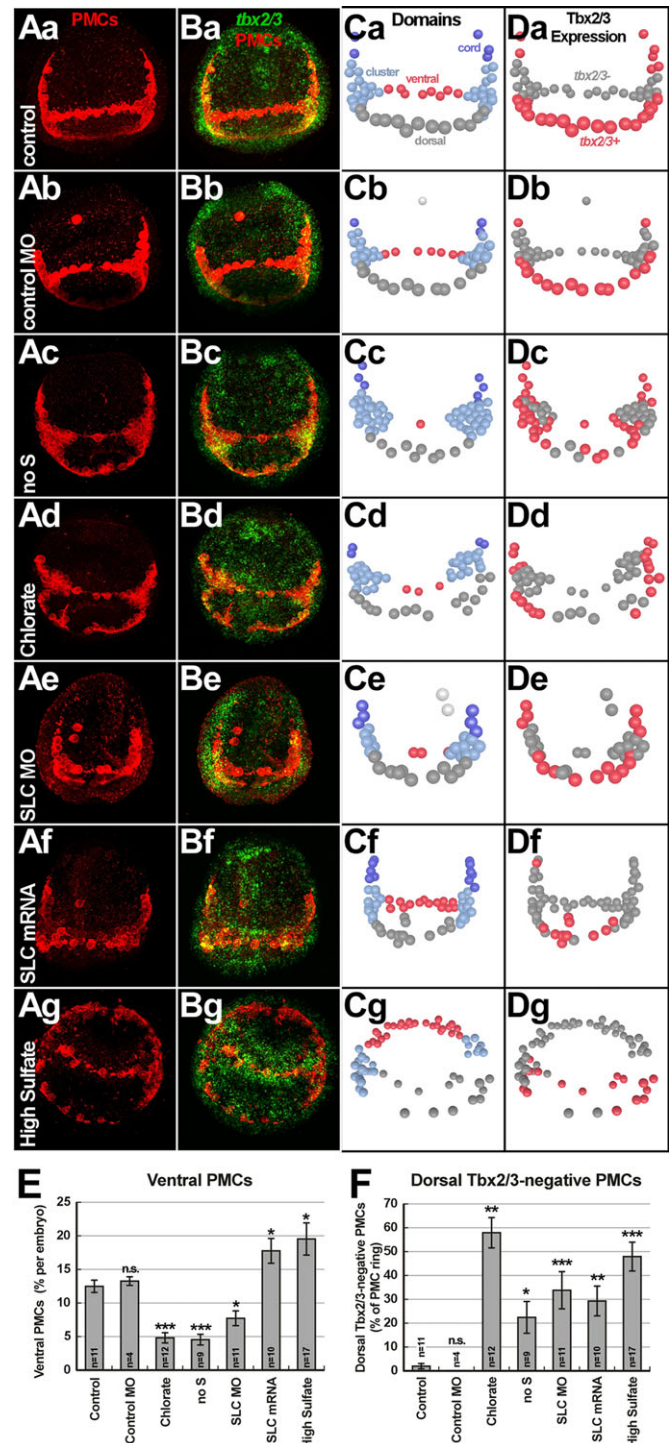 Aa PMCs
Ba tbx2/3 PMCs
Ca Domains
Da Tbx2/3 Expression
control
cord
cluster
ventral
dorsal
tbx2/3-
tbx2/3+
Ab
Bb
Cb
Db
control MO
Ac
Bc
Cc
Dc
no S
Ad
Bd
Cd
Dd
Chlorate
Ae
Be
Ce
De
SLC MO
Af
Bf
Cf
Df
SLC mRNA
Ag
Bg
Cg
Dg
High Sulfate
E Ventral PMCs
Ventral PMCs (% per embryo)
25
20
15
10
5
0
n.s.
***
***
*
*
*
n=11
n=4
n=12
n=9
n=11
n=10
n=17
Control
Control MO
Chlorate
no S
SLC MO
SLC mRNA
High Sulfate
F Dorsal Tbx2/3-negative PMCs
Dorsal Tbx2/3-negative PMCs
(% of PMC ring)
70
60
50
40
30
20
10
0
n.s.
**
*
***
**
***
n=11
n=4
n=12
n=9
n=11
n=10
n=17
Control
Control MO
Chlorate
no S
SLC MO
SLC mRNA
High Sulfate